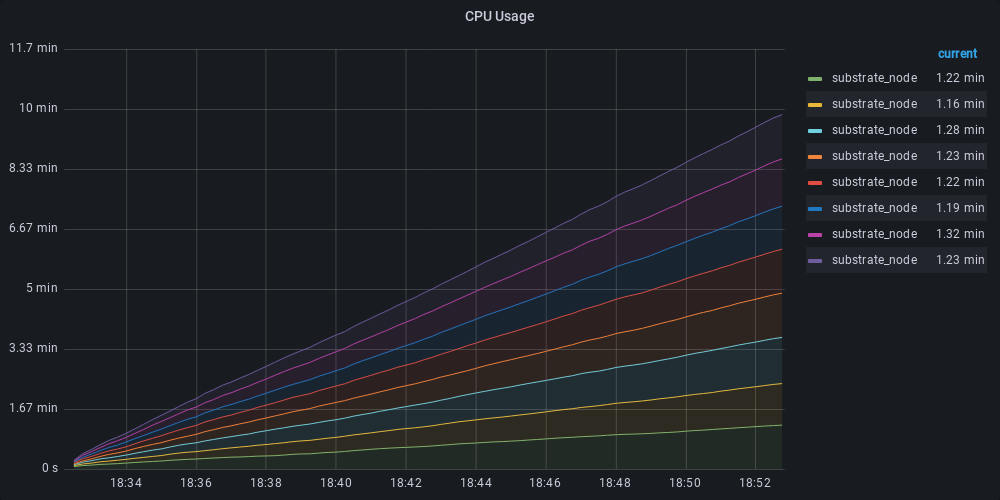 CPU Usage
11.7 min
10 min
8.33 min
6.67 min
5 min
3.33 min
1.67 min
0 s
18:34 18:36 18:38 18:40 18:42 18:44 18:46 18:48 18:50 18:52
current
substrate_node 1.22 min
substrate_node 1.16 min
substrate_node 1.28 min
substrate_node 1.23 min
substrate_node 1.22 min
substrate_node 1.19 min
substrate_node 1.32 min
substrate_node 1.23 min